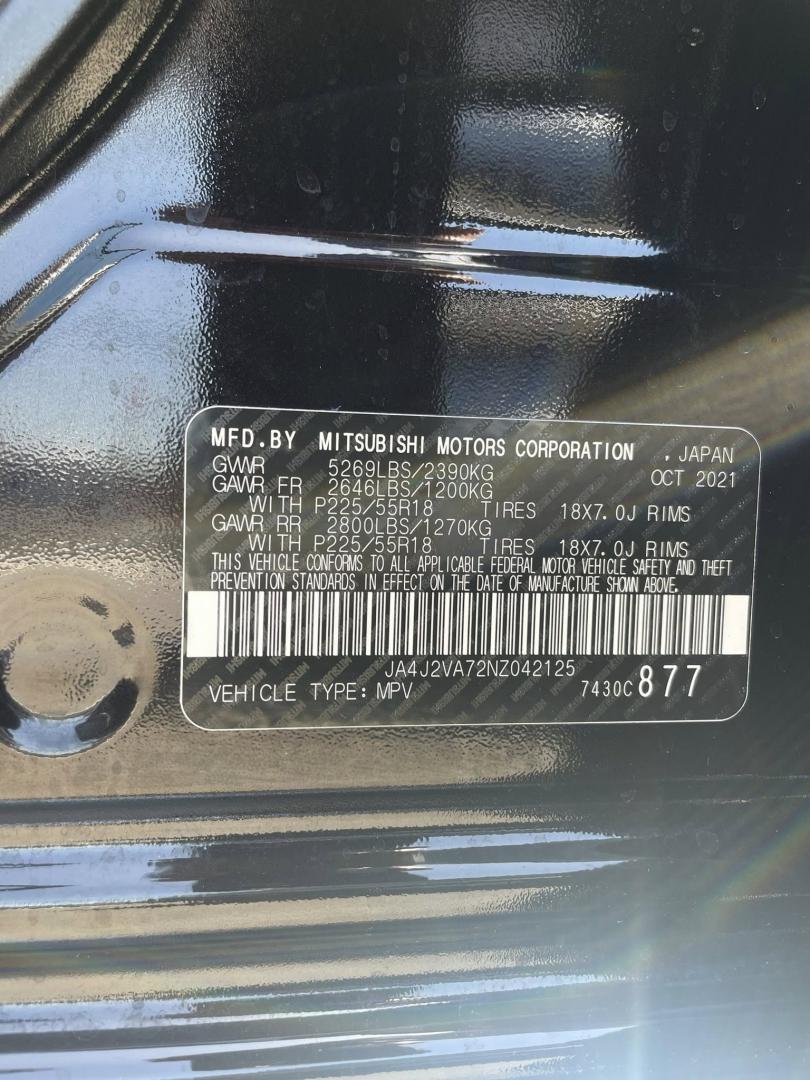 MFD.BY MITSUBISHI MOTORS CORPORATION , JAPAN
GVWR 5269LBS/2390KG OCT 2021
GAWR FR 2646LBS/1200KG
WITH P225/55R18 TIRES 18X7.0J RIMS
GAWR RR 2800LBS/1270KG
WITH P225/55R18 TIRES 18X7.0J RIMS
THIS VEHICLE CONFORMS TO ALL APPLICABLE FEDERAL MOTOR VEHICLE SAFETY AND THEFT
PREVENTION STANDARDS IN EFFECT ON THE DATE OF MANUFACTURE SHOWN ABOVE.
JA4J2VA72NZ042125
VEHICLE TYPE: MPV 7430C 877